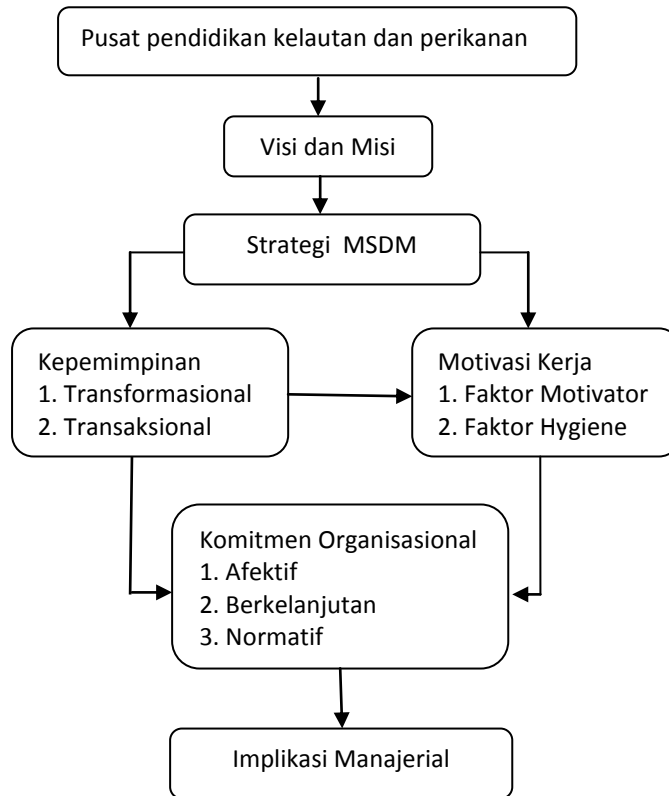 Pusat pendidikan kelautan dan perikanan
Visi dan Misi
Strategi MSDM
Kepemimpinan
1. Transformasional
2. Transaksional
Motivasi Kerja
1. Faktor Motivator
2. Faktor Hygiene
Komitmen Organisasional
1. Afektif
2. Berkelanjutan
3. Normatif
Implikasi Manajerial